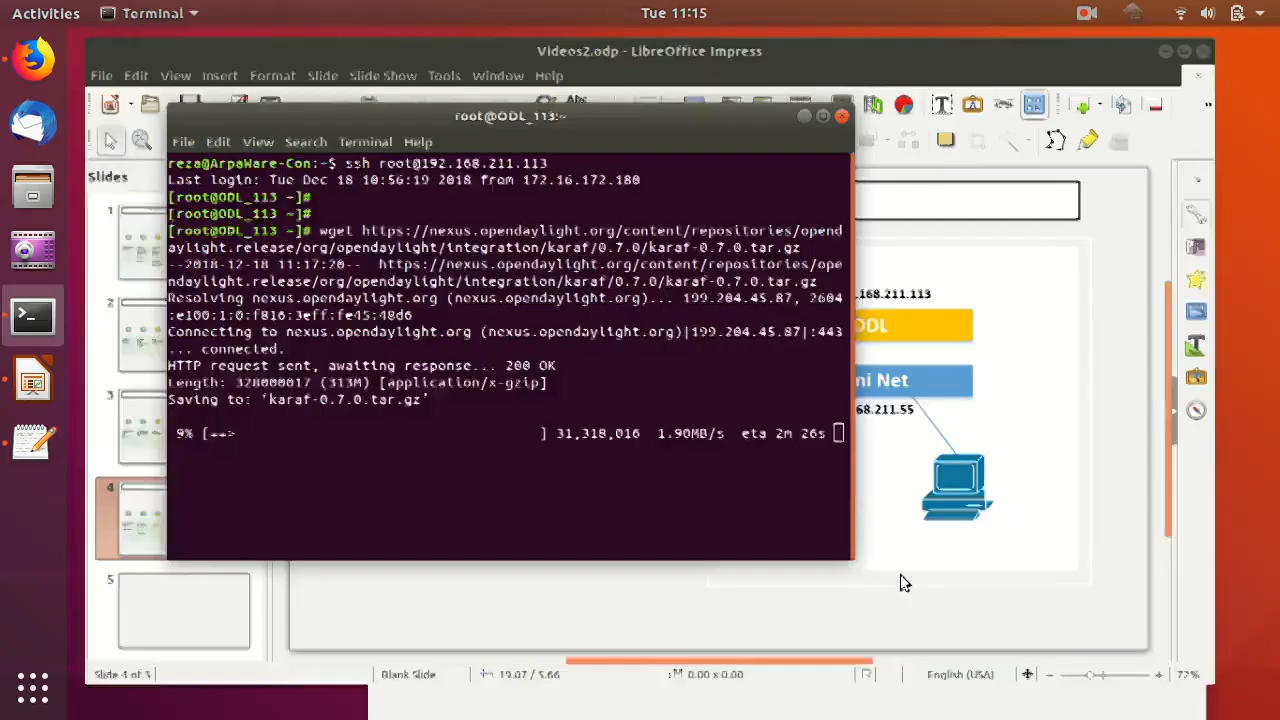 Activities
Terminal
Tue 11:15
Videos2.odp - LibreOffice Impress
File Edit View Insert Format Slide Slide Show Tools Window Help
root@ODL_113:~
File Edit View Search Terminal Help
Slides
reza@ArpaWare-Con:~$ ssh root@192.168.211.113
Last login: Tue Dec 18 10:56:19 2018 from 172.16.172.180
[root@ODL_113 ~]#
[root@ODL_113 ~]#
[root@ODL_113 ~]# wget https://nexus.opendaylight.org/content/repositories/opend
aylight.release/org/opendaylight/integration/karaf/0.7.0/karaf-0.7.0.tar.gz
--2018-12-18 11:17:20-- https://nexus.opendaylight.org/content/repositories/ope
ndaylight.release/org/opendaylight/integration/karaf/0.7.0/karaf-0.7.0.tar.gz
Resolving nexus.opendaylight.org (nexus.opendaylight.org)... 199.204.45.87, 2604
:e100:1:0:f816:3eff:fe45:48d6
Connecting to nexus.opendaylight.org (nexus.opendaylight.org)|199.204.45.87|:443
... connected.
HTTP request sent, awaiting response... 200 OK
Length: 328000017 (313M) [application/x-gzip]
Saving to: 'karaf-0.7.0.tar.gz'
9% [==> ] 31,318,016 1.90MB/s eta 2m 26s
.168.211.113
ODL
ni Net
68.211.55
1
2
3
4
5
Slide 4 of 5
Blank Slide
19.07 / 5.66
0.00 x 0.00
English (USA)
72%